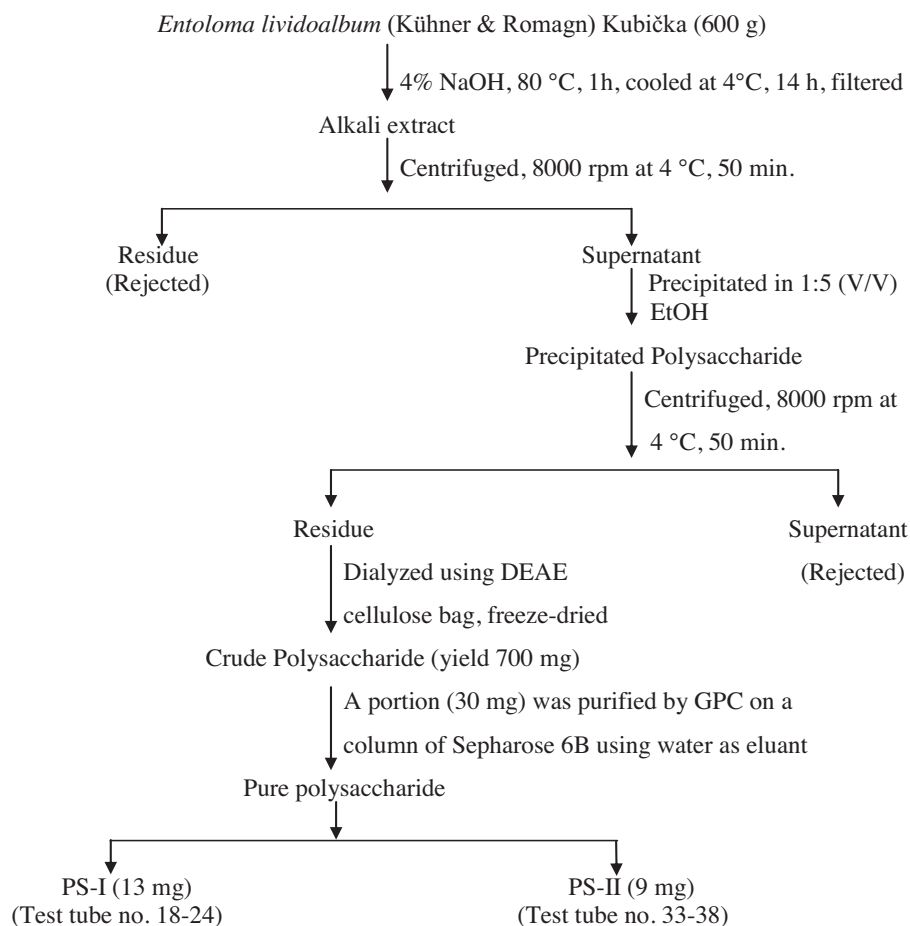 Entoloma lividoalbum (Kühner & Romagn) Kubička (600 g)
4% NaOH, 80 °C, 1h, cooled at 4°C, 14 h, filtered
Alkali extract
Centrifuged, 8000 rpm at 4 °C, 50 min.
Residue
(Rejected)
Supernatant
Precipitated in 1:5 (V/V)
EtOH
Precipitated Polysaccharide
Centrifuged, 8000 rpm at
4 °C, 50 min.
Residue
Supernatant
(Rejected)
Dialyzed using DEAE
cellulose bag, freeze-dried
Crude Polysaccharide (yield 700 mg)
A portion (30 mg) was purified by GPC on a
column of Sepharose 6B using water as eluant
Pure polysaccharide
PS-I (13 mg)
(Test tube no. 18-24)
PS-II (9 mg)
(Test tube no. 33-38)